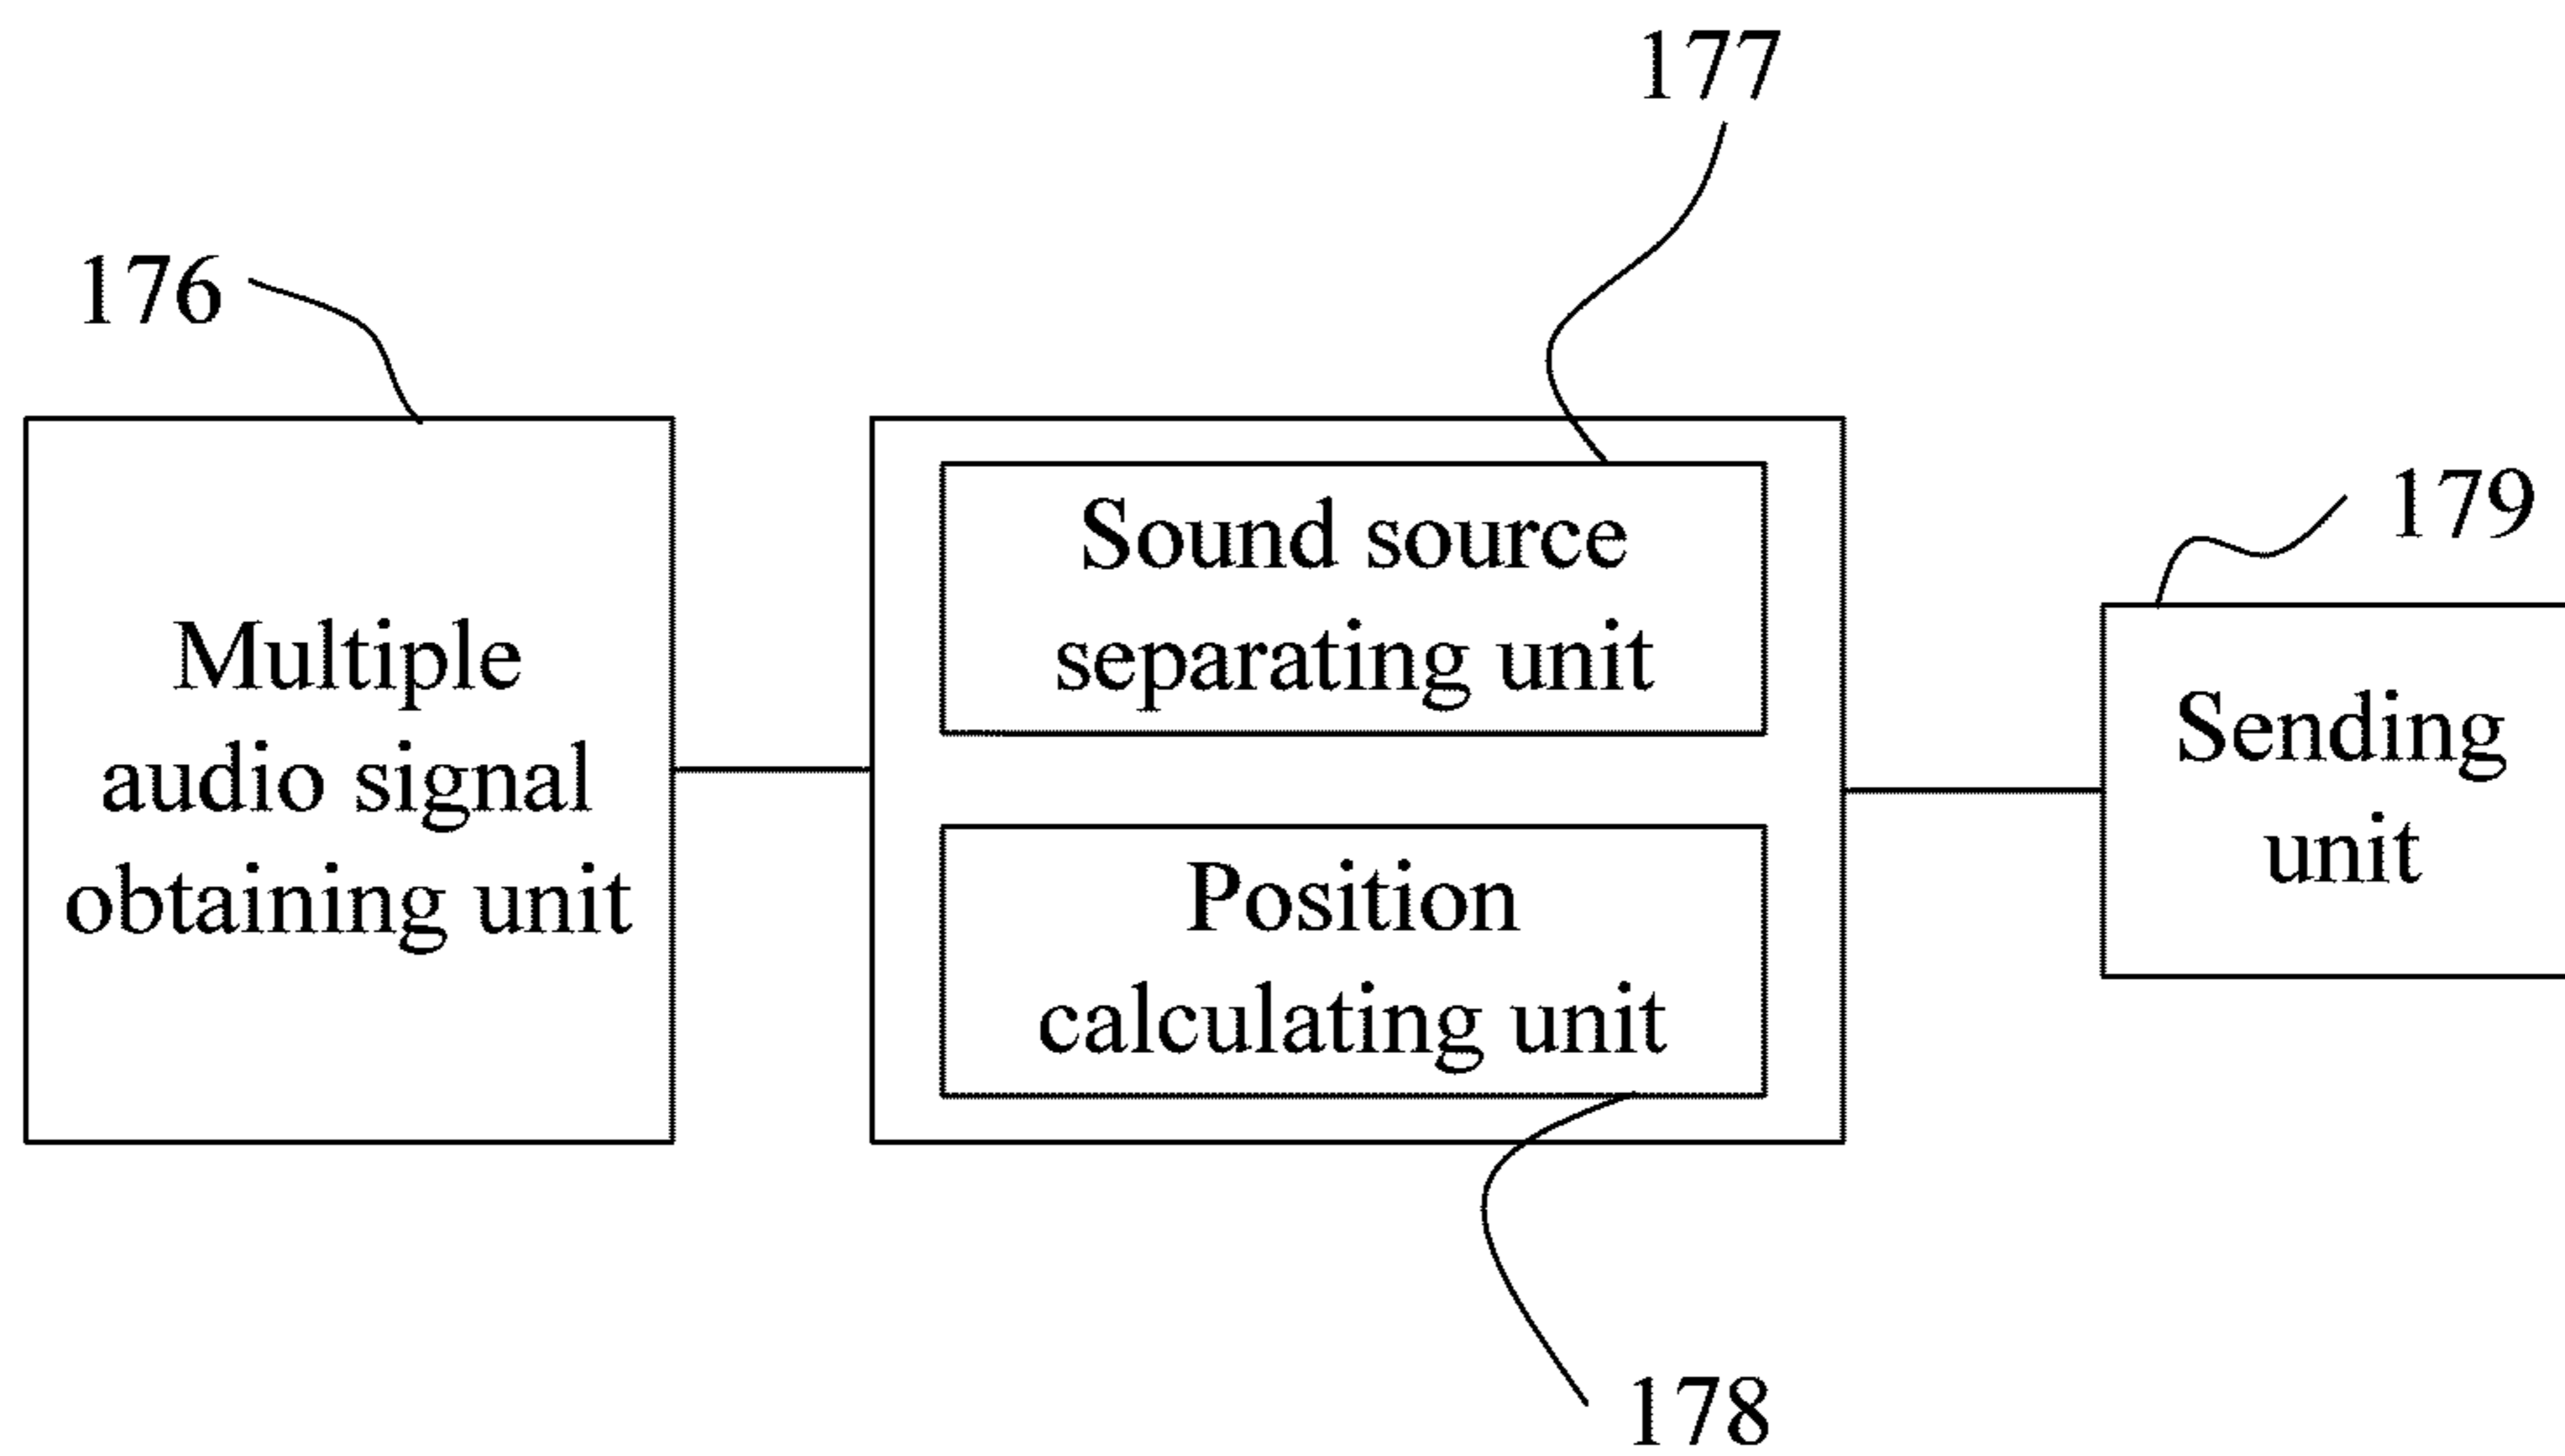 177
176
Sound source
separating unit
179
Multiple
audio signal
obtaining unit
Position
calculating unit
Sending
unit
178